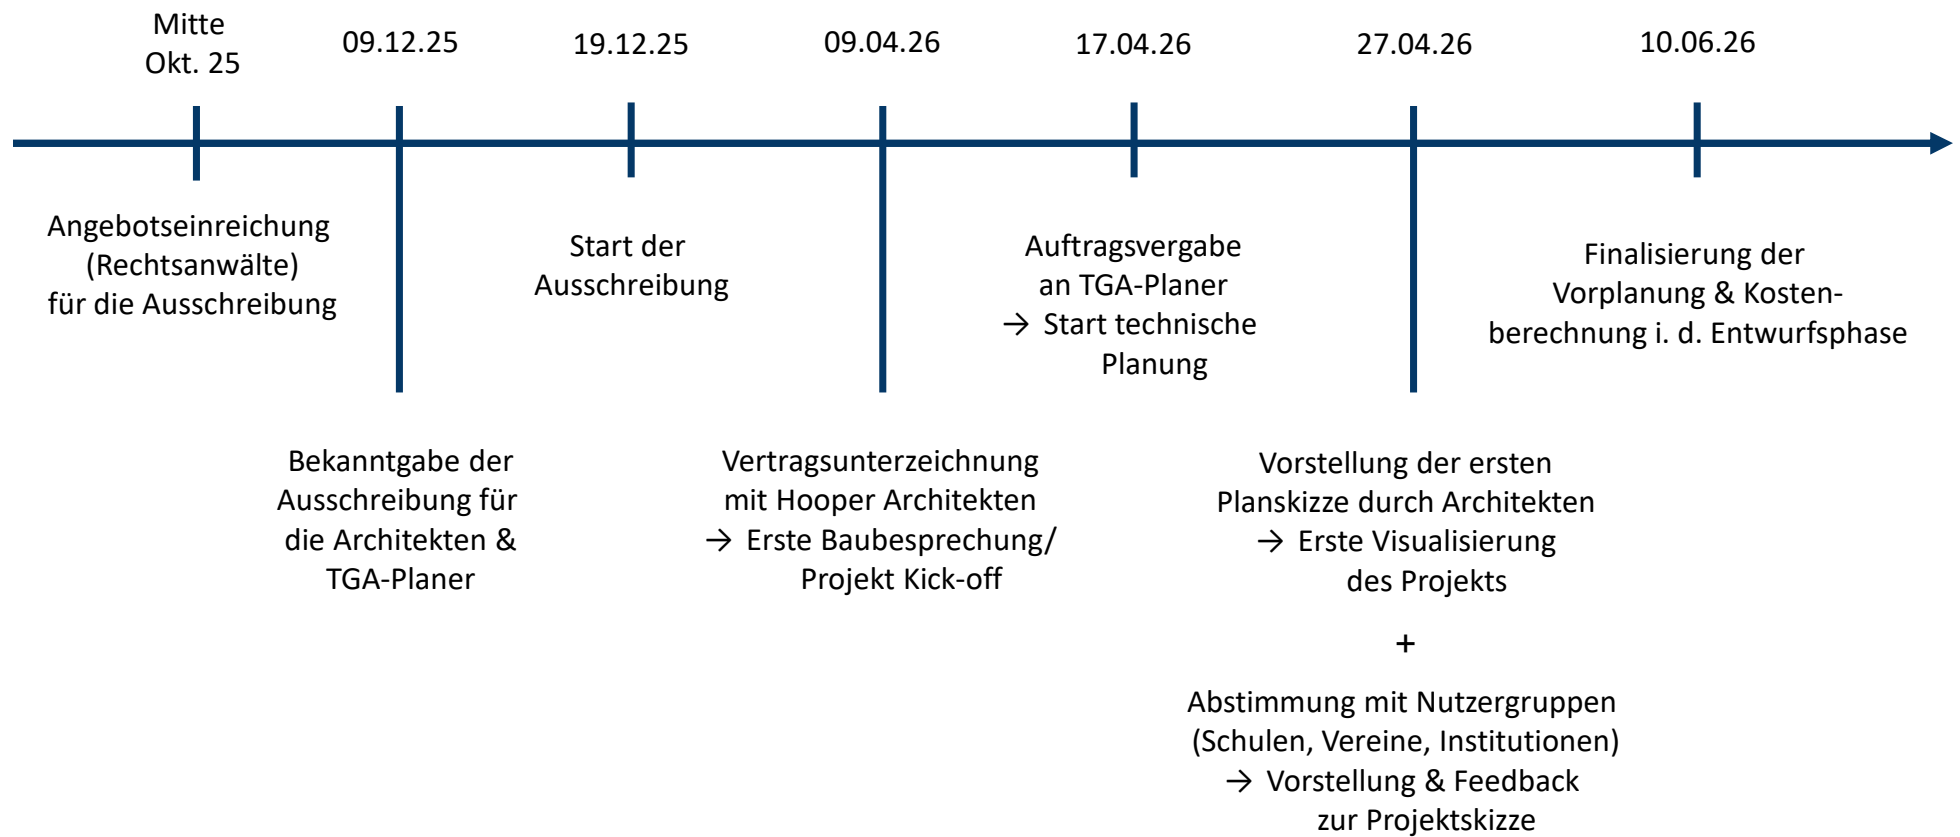 Mitte
Okt. 25
09.12.25
19.12.25
09.04.26
17.04.26
27.04.26
10.06.26
Angebotseinreichung
(Rechtsanwälte)
für die Ausschreibung
Start der
Ausschreibung
Auftragsvergabe
an TGA-Planer
→ Start technische
Planung
Finalisierung der
Vorplanung & Kosten-
berechnung i. d. Entwurfsphase
Bekanntgabe der
Ausschreibung für
die Architekten &
TGA-Planer
Vertragsunterzeichnung
mit Hooper Architekten
→ Erste Baubesprechung/
Projekt Kick-off
Vorstellung der ersten
Planskizze durch Architekten
→ Erste Visualisierung
des Projekts
+
Abstimmung mit Nutzergruppen
(Schulen, Vereine, Institutionen)
→ Vorstellung & Feedback
zur Projektskizze